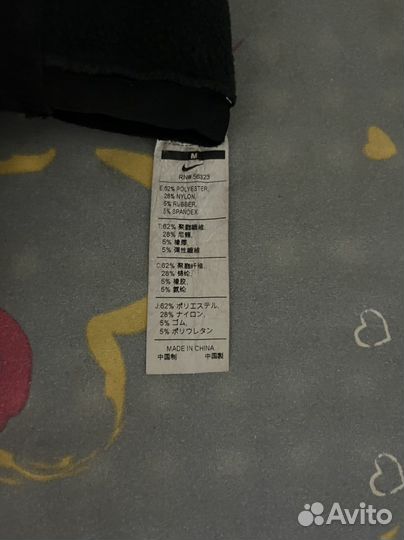 M
RN# 56323
E:62% POLYESTER,
28% NYLON,
5% RUBBER,
5% SPANDEX
T:62% 聚酯纖維,
28% 尼龍,
5% 橡膠,
5% 彈性纖維
C:62% 聚酯纤维,
28% 锦纶,
5% 橡胶,
5% 氨纶
J:62% ポリエステル,
28% ナイロン,
5% ゴム,
5% ポリウレタン
MADE IN CHINA
中国制 中国製
Avito